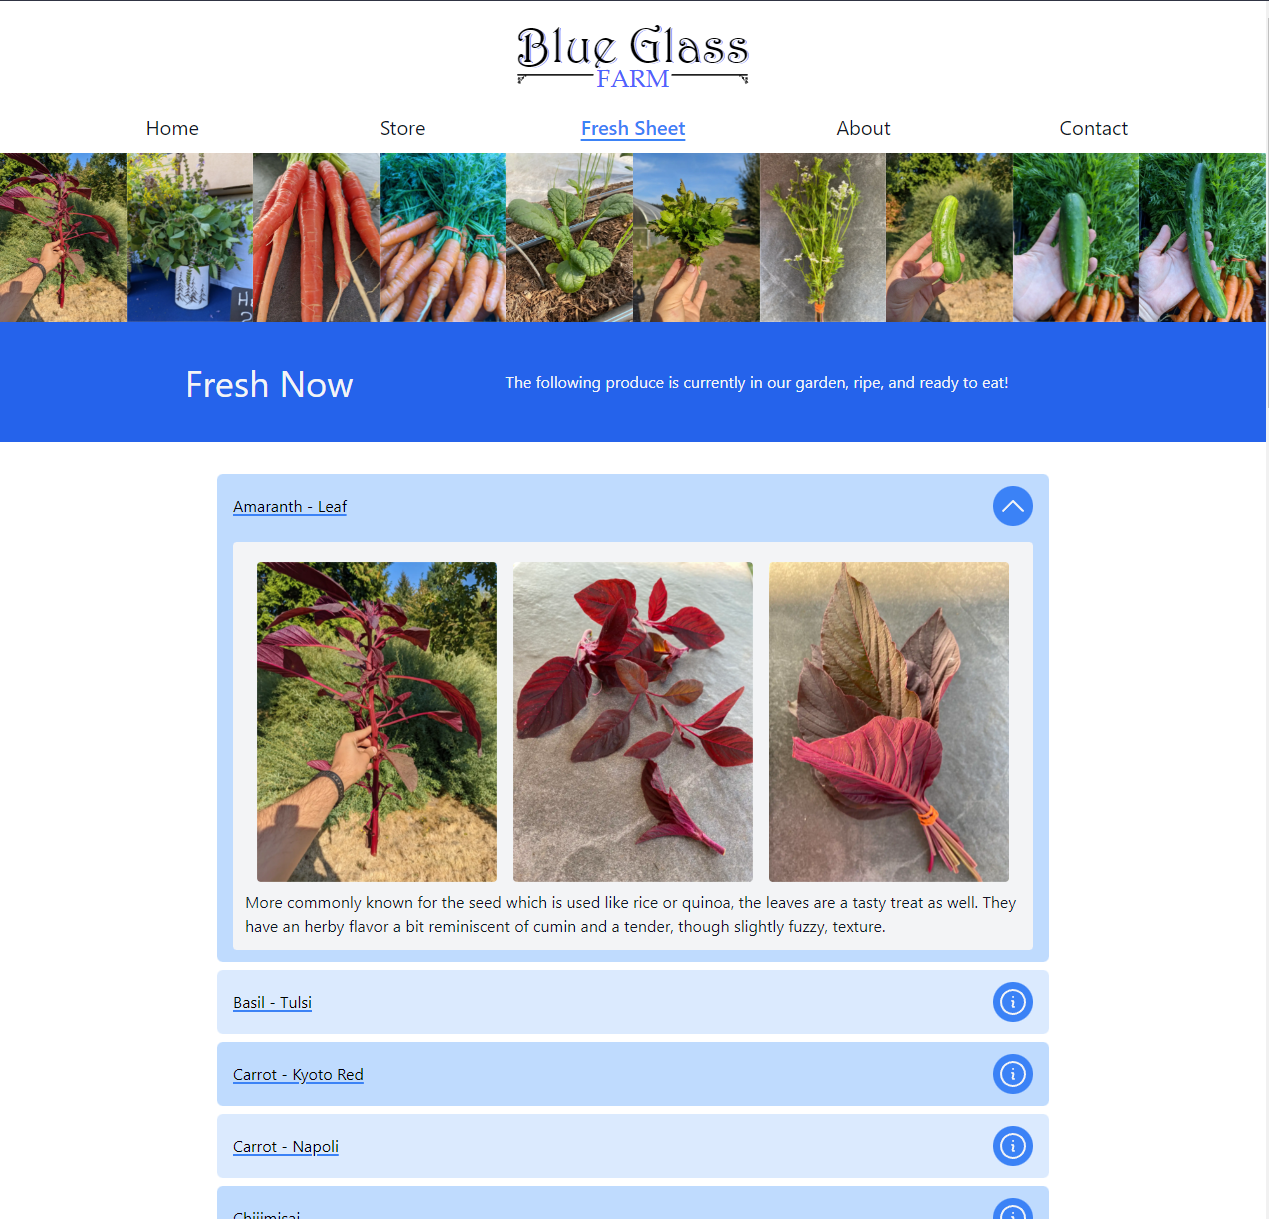 Blue Glass
FARM
Home Store Fresh Sheet About Contact
Fresh Now
The following produce is currently in our garden, ripe, and ready to eat!
Amaranth - Leaf
More commonly known for the seed which is used like rice or quinoa, the leaves are a tasty treat as well. They
have an herby flavor a bit reminiscent of cumin and a tender, though slightly fuzzy, texture.
Basil - Tulsi
Carrot - Kyoto Red
Carrot - Napoli